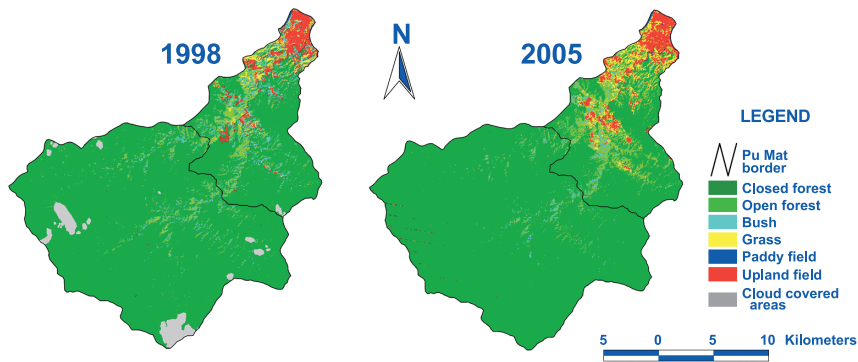 1998
N
2005
LEGEND
Pu Mat
border
Closed forest
Open forest
Bush
Grass
Paddy field
Upland field
Cloud covered
areas
5 0 5 10 Kilometers